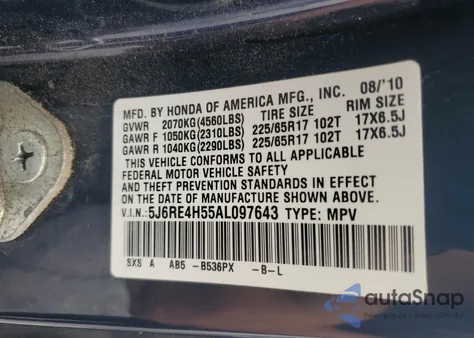 MFD. BY HONDA OF AMERICA MFG., INC. 08/'10
GVWR 2070KG(4560LBS) TIRE SIZE RIM SIZE
GAWR F 1050KG(2310LBS) 225/65R17 102T 17X6.5J
GAWR R 1040KG(2290LBS) 225/65R17 102T 17X6.5J
THIS VEHICLE CONFORMS TO ALL APPLICABLE
FEDERAL MOTOR VEHICLE SAFETY, BUMPER,
AND THEFT PREVENTION STANDARDS IN EFFECT
ON THE DATE OF MANUFACTURE SHOWN ABOVE.
V.I.N: 5J6RE4H55AL097643 TYPE: MPV
SXS A AB5 -B536PX -B-L
autoSnap